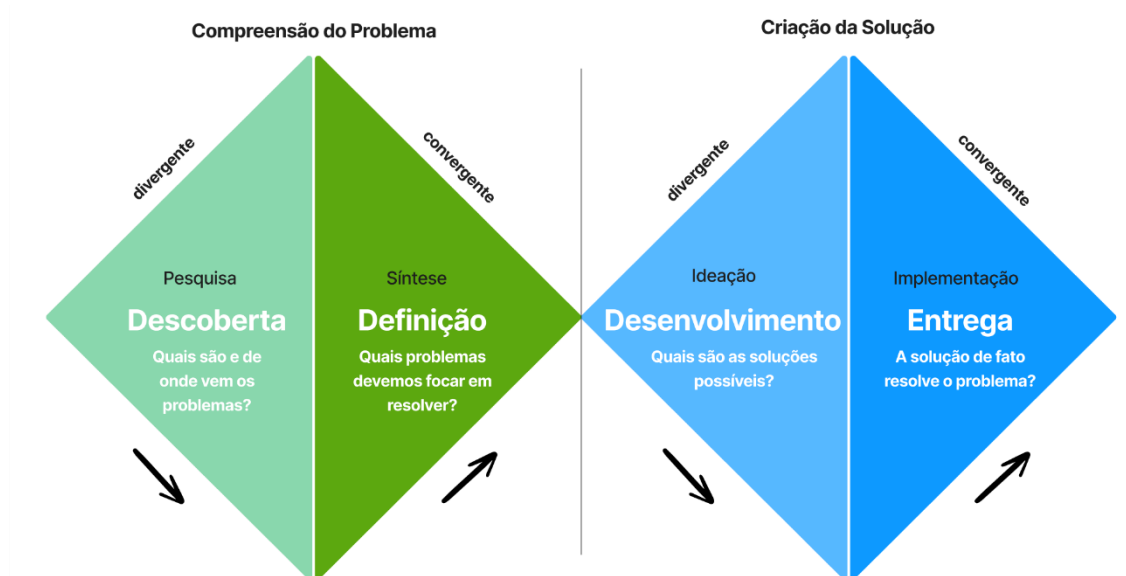 Compreensão do Problema
Criação da Solução
divergente
convergente
divergente
convergente
Pesquisa
Descoberta
Quais são e de
onde vem os
problemas?
Síntese
Definição
Quais problemas
devemos focar em
resolver?
Ideação
Desenvolvimento
Quais são as soluções
possíveis?
Implementação
Entrega
A solução de fato
resolve o problema?